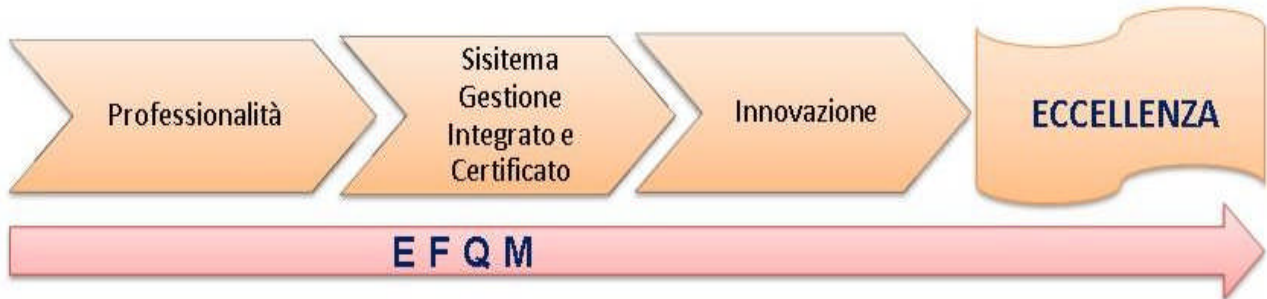 Professionalità
Sisitema
Gestione
Integrato e
Certificato
Innovazione
ECCELLENZA
E F Q M